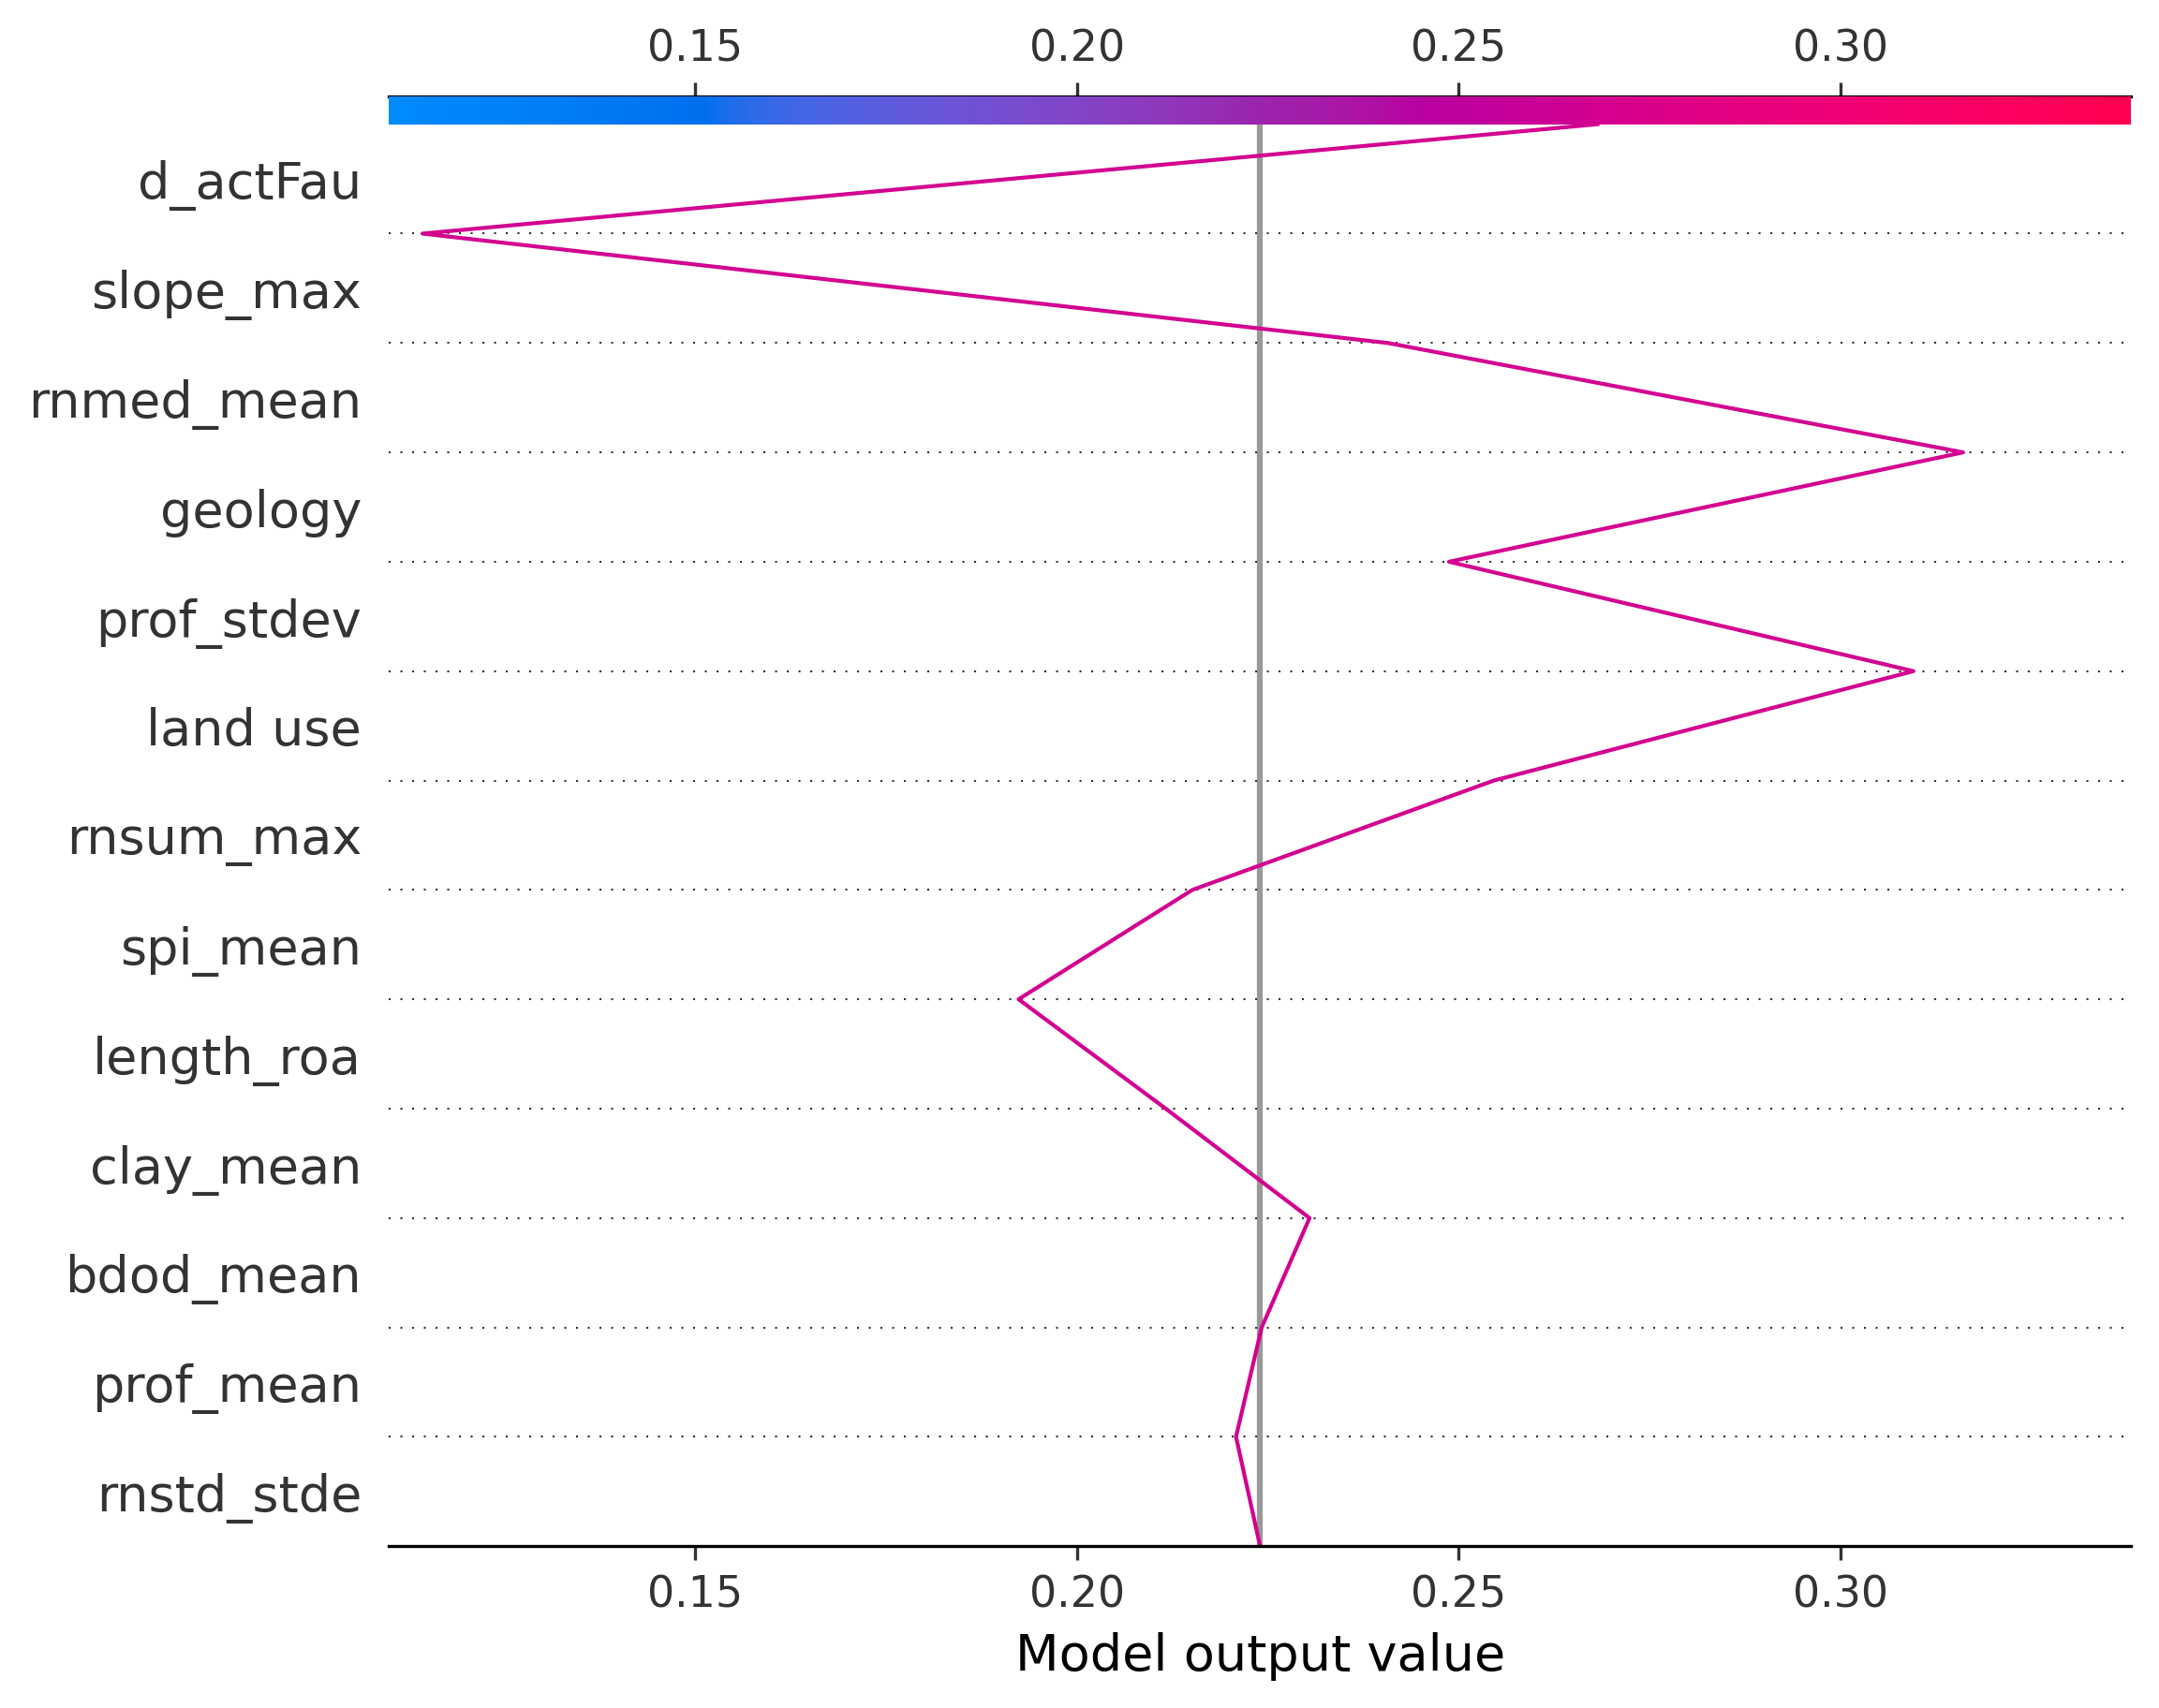 0.15 0.20 0.25 0.30
d_actFau
slope_max
rnmed_mean
geology
prof_stdev
land use
rnsum_max
spi_mean
length_roa
clay_mean
bdod_mean
prof_mean
rnstd_stde
0.15 0.20 0.25 0.30
Model output value